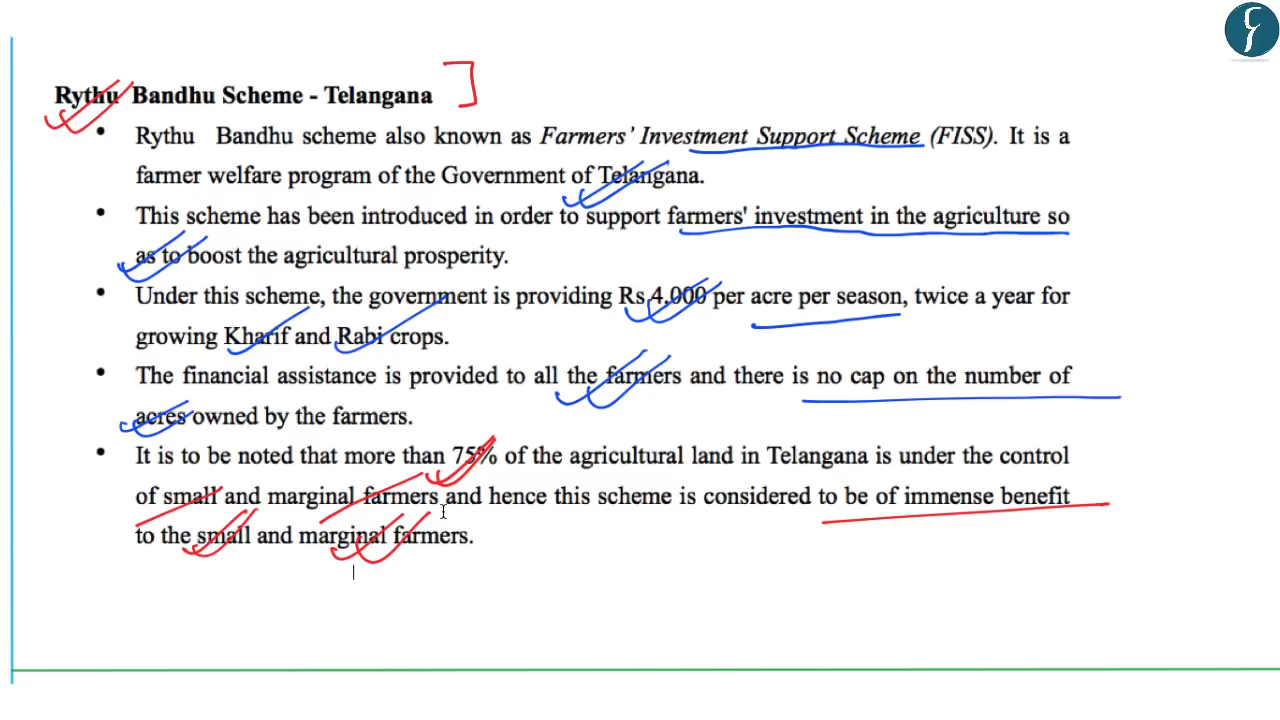 Rythu Bandhu Scheme - Telangana
• Rythu Bandhu scheme also known as Farmers' Investment Support Scheme (FISS). It is a
farmer welfare program of the Government of Telangana.
• This scheme has been introduced in order to support farmers' investment in the agriculture so
as to boost the agricultural prosperity.
• Under this scheme, the government is providing Rs 4,000 per acre per season, twice a year for
growing Kharif and Rabi crops.
• The financial assistance is provided to all the farmers and there is no cap on the number of
acres owned by the farmers.
• It is to be noted that more than 75% of the agricultural land in Telangana is under the control
of small and marginal farmers and hence this scheme is considered to be of immense benefit
to the small and marginal farmers.